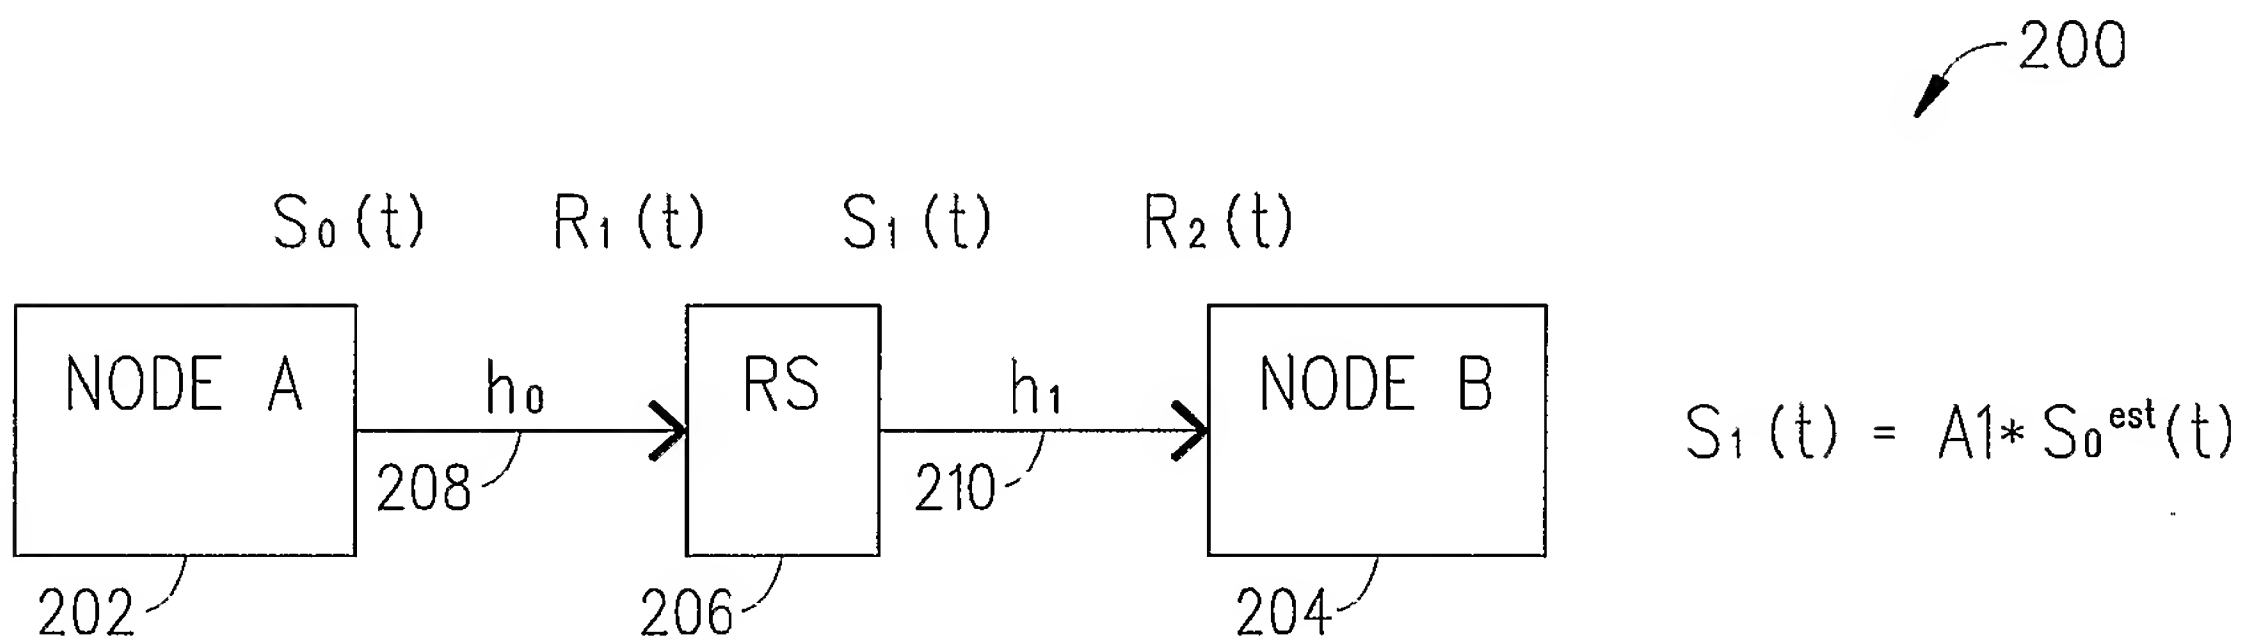 200
S₀(t) R₁(t) S₁(t) R₂(t)
NODE A h₀ RS h₁ NODE B
S₁(t) = A1* S₀ᵉˢᵗ(t)
208 210
202 206 204